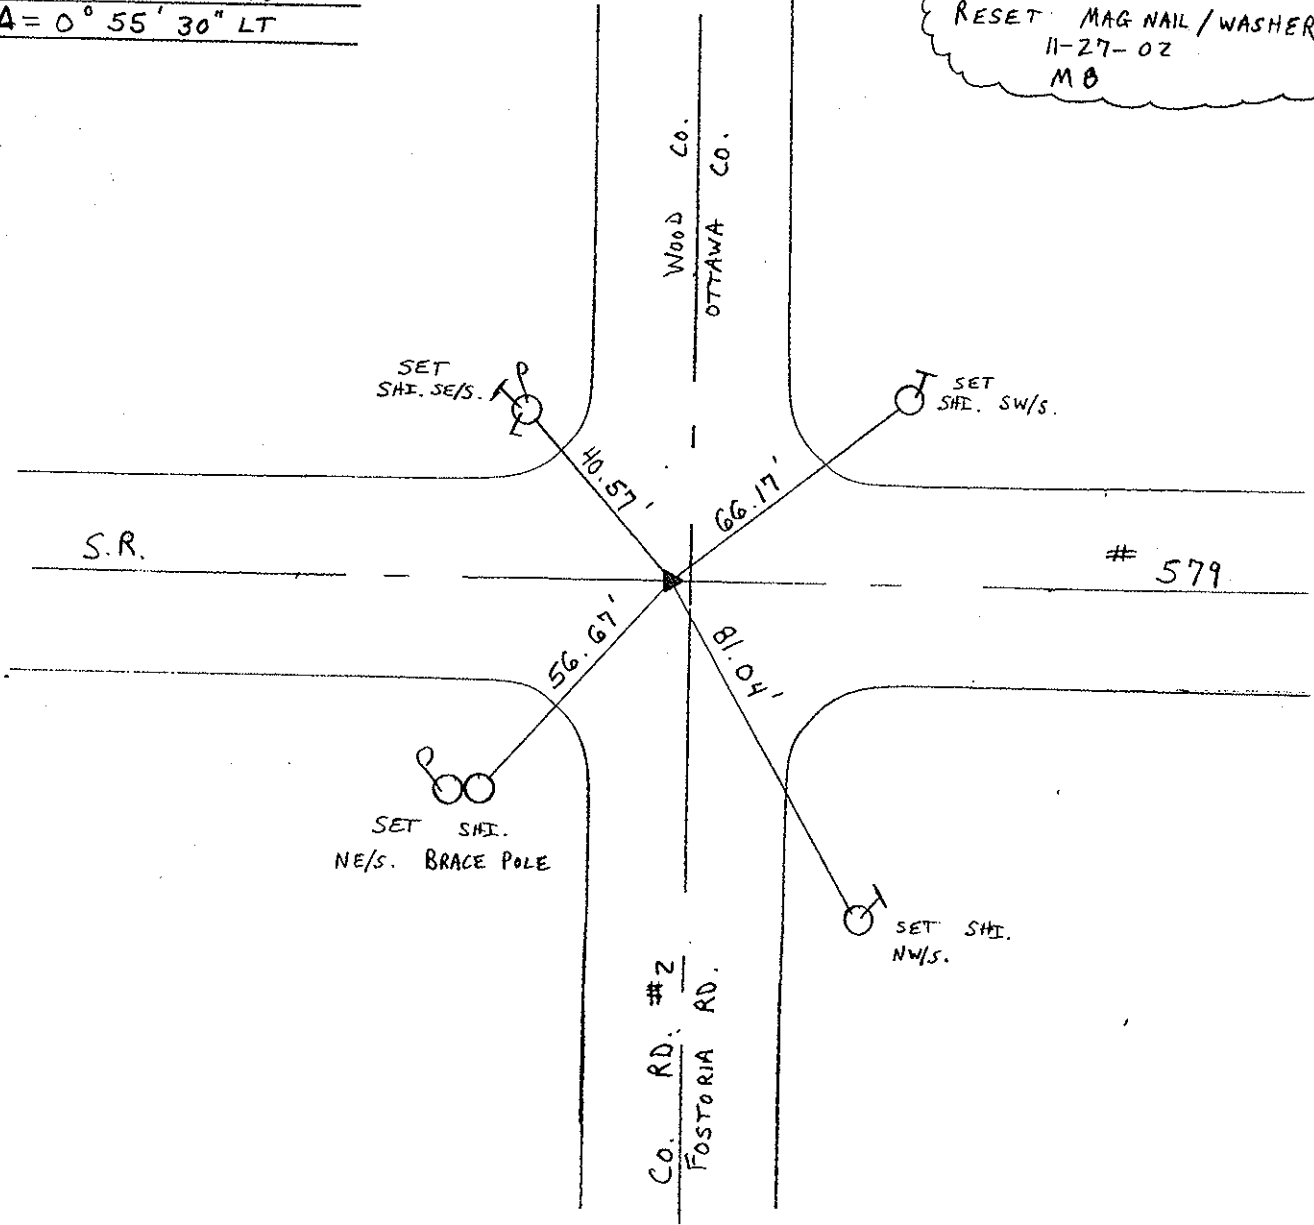 Δ = 0° 55' 30" LT
RESET MAG NAIL / WASHER
11-27-02
MB
WOOD CO.
OTTAWA CO.
SET
SHI. SE/S.
SET
SHI. SW/S.
40.57'
66.17'
S.R.
# 579
56.67'
81.04'
SET SHI.
NE/S. BRACE POLE
SET SHI.
NW/S.
CO. RD. #2
FOSTORIA RD.